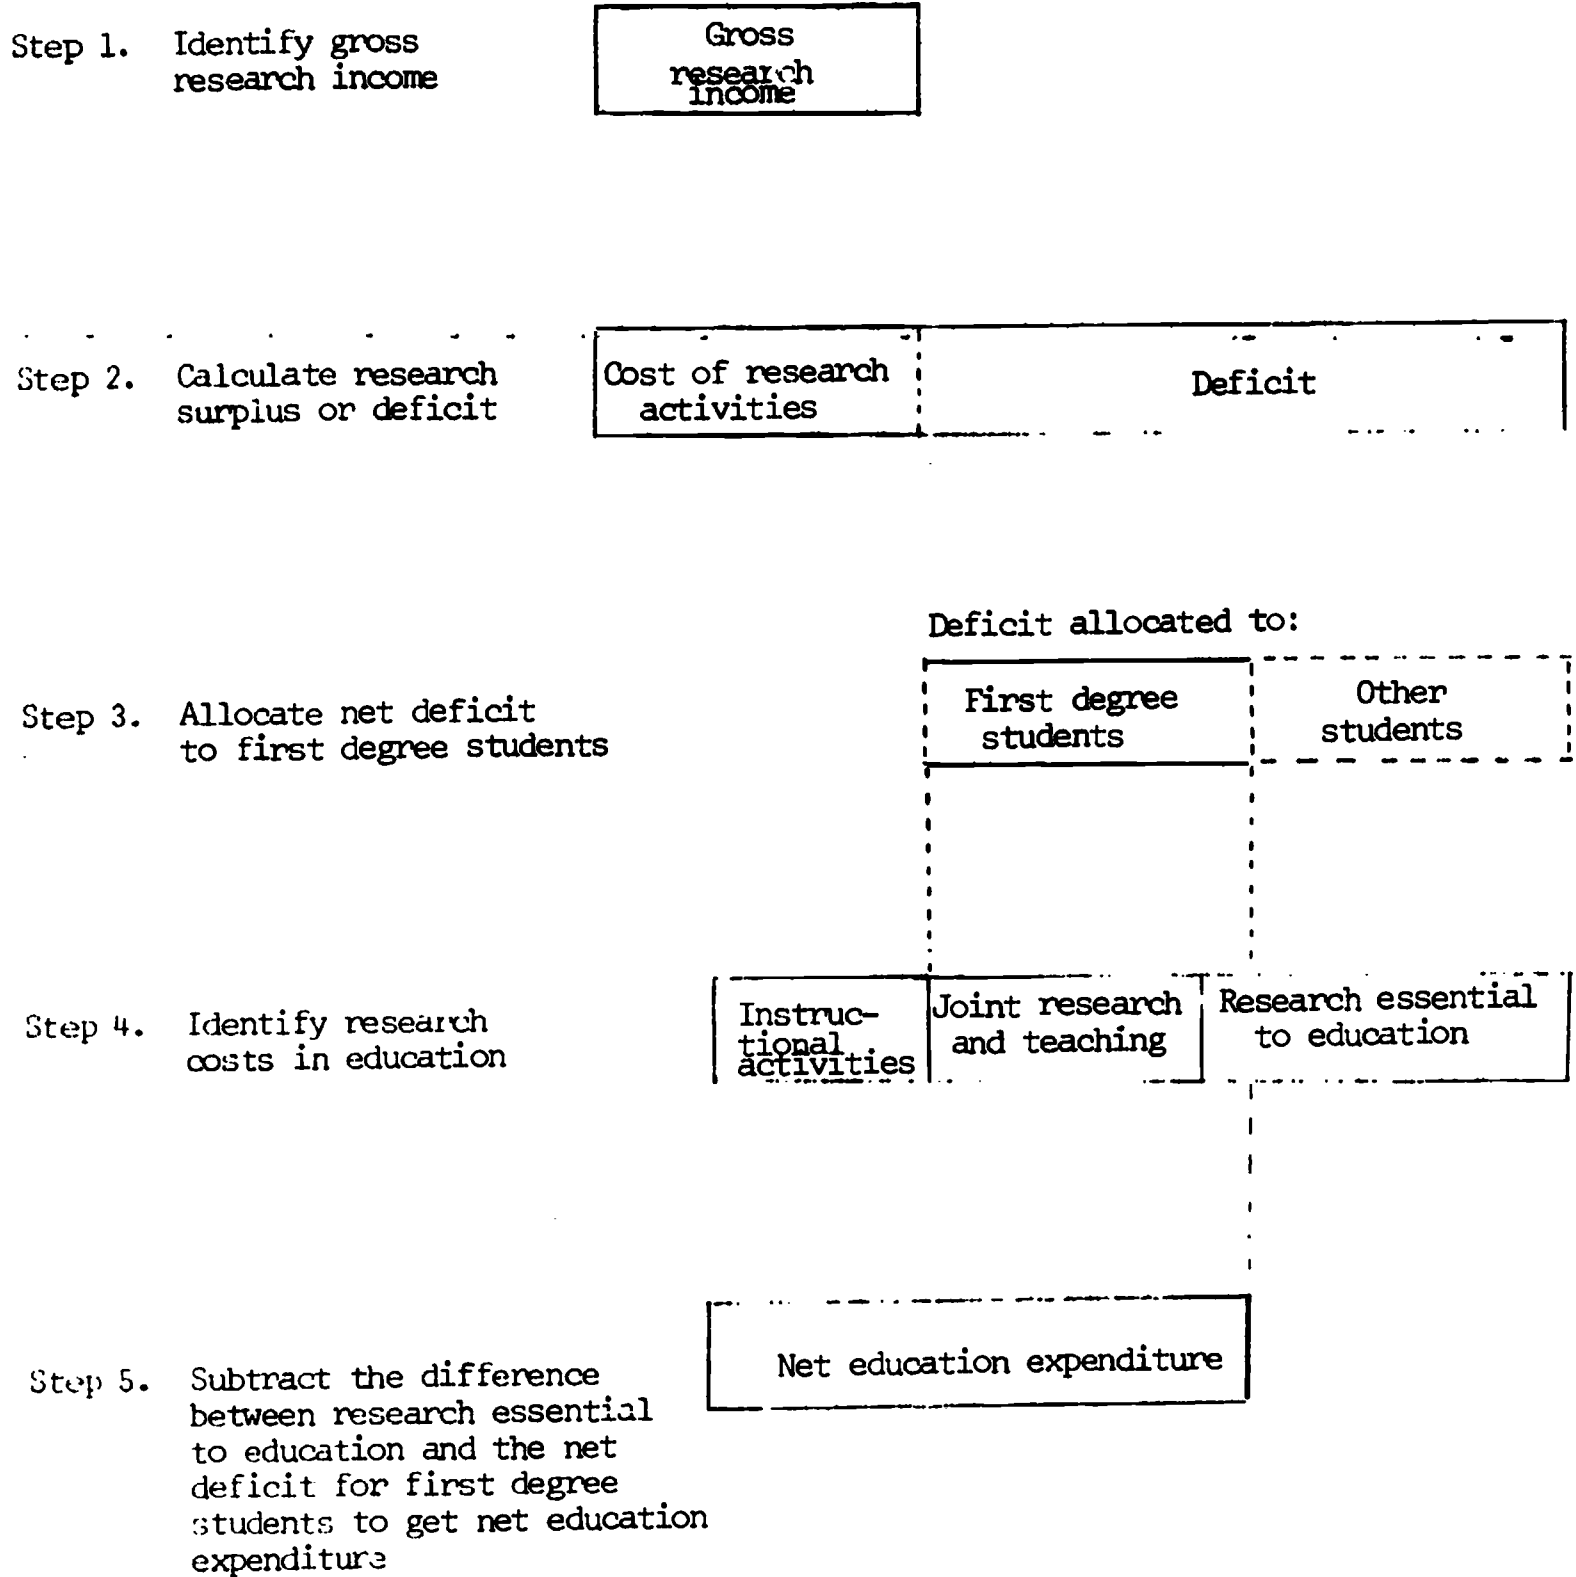 Step 1. Identify gross
research income
Gross
research
income
Step 2. Calculate research
surplus or deficit
Cost of research
activities
Deficit
Deficit allocated to:
Step 3. Allocate net deficit
to first degree students
First degree
students
Other
students
Step 4. Identify research
costs in education
Instruc-
tional
activities
Joint research
and teaching
Research essential
to education
Net education expenditure
Step 5. Subtract the difference
between research essential
to education and the net
deficit for first degree
students to get net education
expenditure